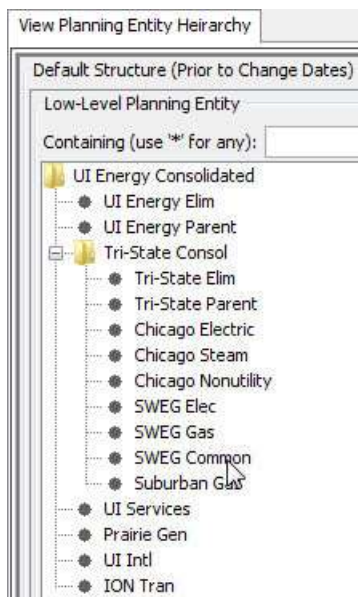 View Planning Entity Heirarchy
Default Structure (Prior to Change Dates)
Low-Level Planning Entity
Containing (use '*' for any):
UI Energy Consolidated
UI Energy Elim
UI Energy Parent
Tri-State Consol
Tri-State Elim
Tri-State Parent
Chicago Electric
Chicago Steam
Chicago Nonutility
SWEG Elec
SWEG Gas
SWEG Common
Suburban Gas
UI Services
Prairie Gen
UI Intl
ION Tran